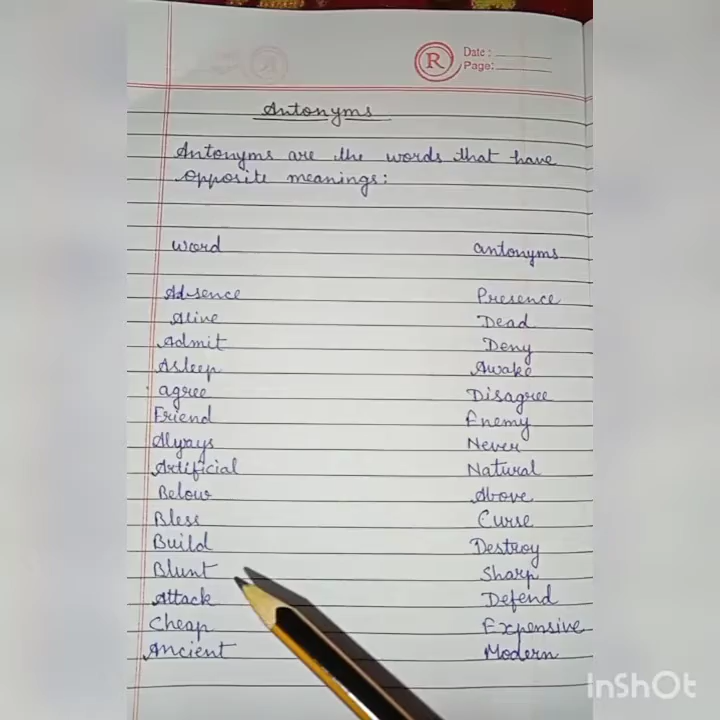 R Date:
Page:
Antonyms
Antonyms are the words that have
opposite meanings:
word antonyms
Absence Presence
Alive Dead
Admit Deny
Asleep Awake
agree Disagree
Friend Enemy
Always Never
Artificial Natural
Below Above
Bless Curse
Build Destroy
Blunt Sharp
Attack Defend
Cheap Expensive
Ancient Modern
InShOt